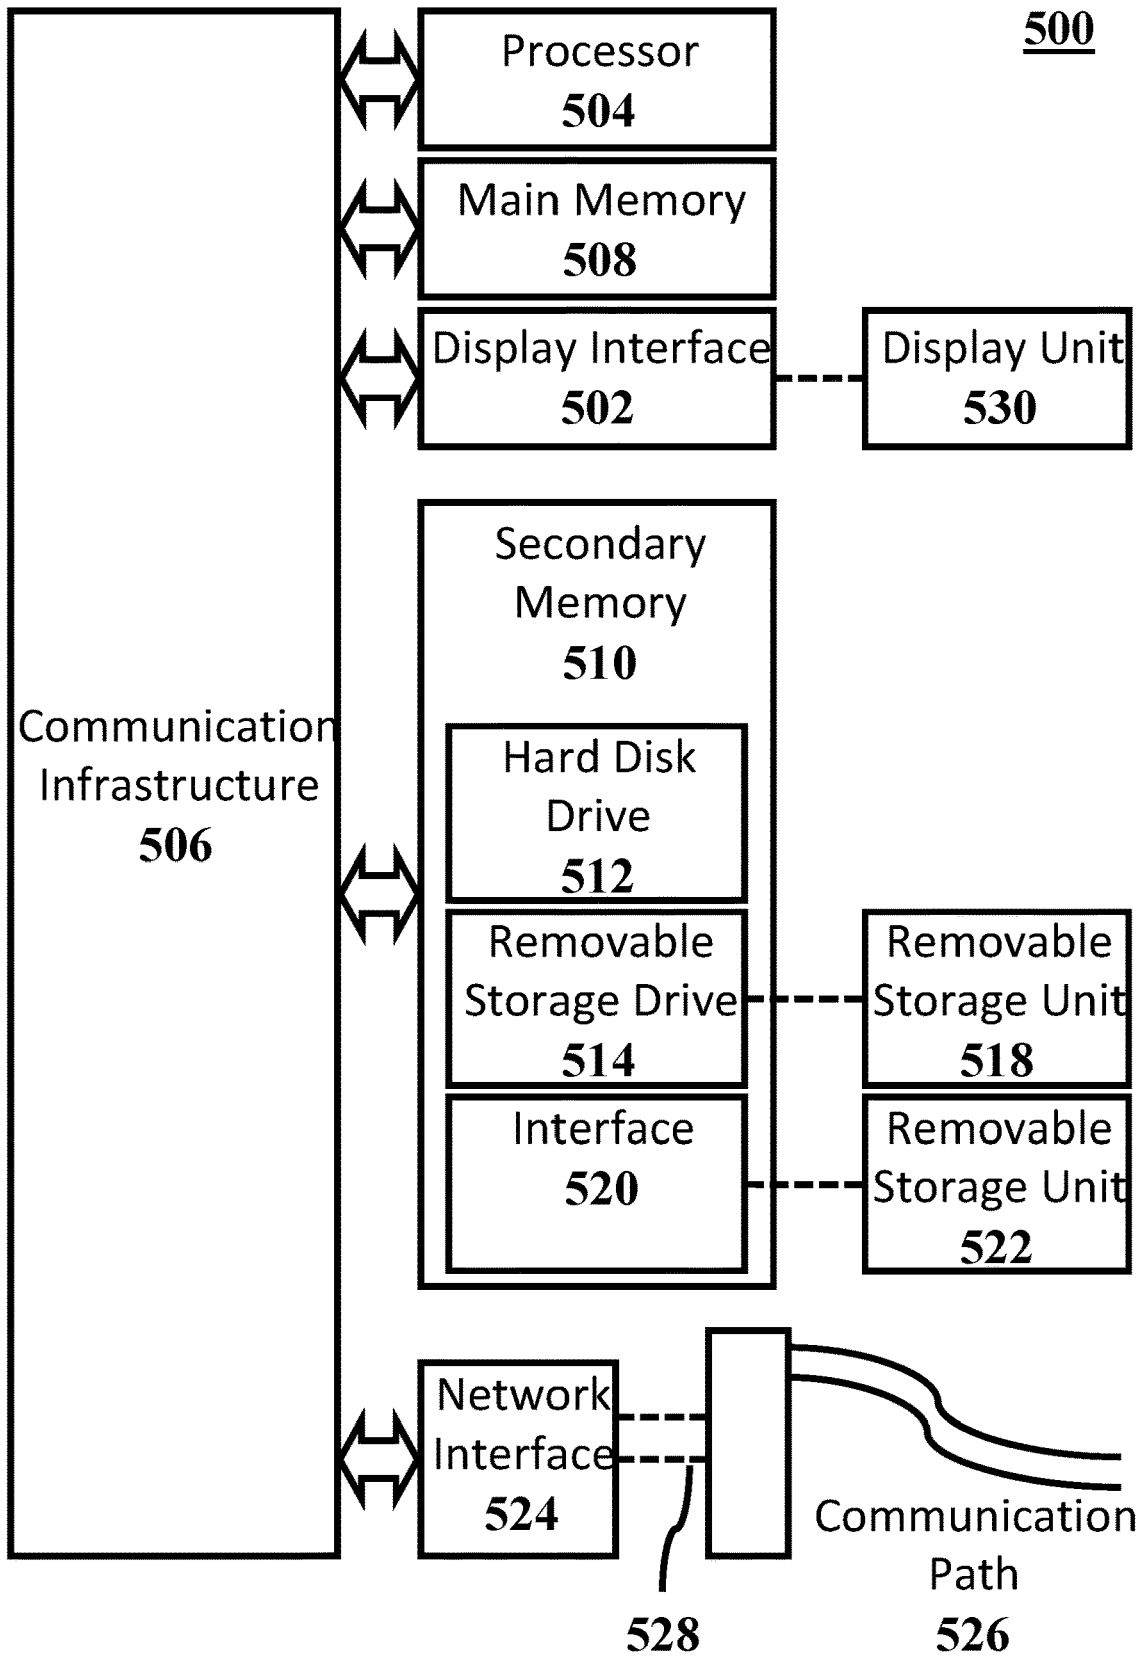 500
Processor
504
Main Memory
508
Display Interface
502
Display Unit
530
Secondary
Memory
510
Communication
Infrastructure
506
Hard Disk
Drive
512
Removable
Storage Drive
514
Removable
Storage Unit
518
Interface
520
Removable
Storage Unit
522
Network
Interface
524
528
Communication
Path
526